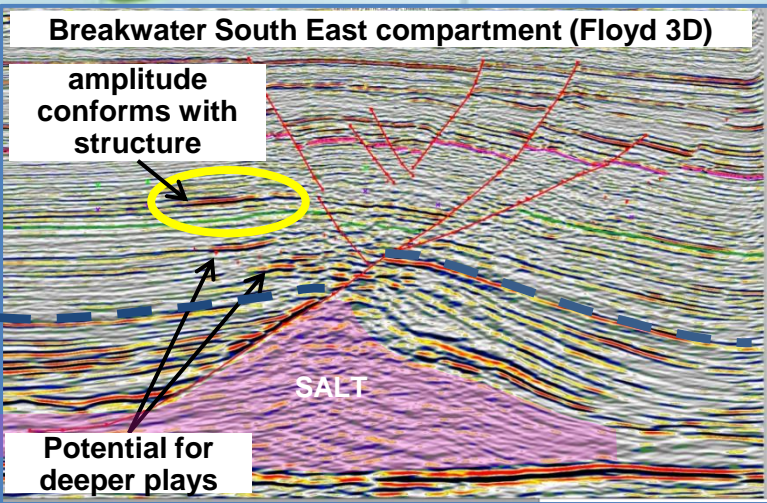 Breakwater South East compartment (Floyd 3D)
amplitude
conforms with
structure
SALT
Potential for
deeper plays